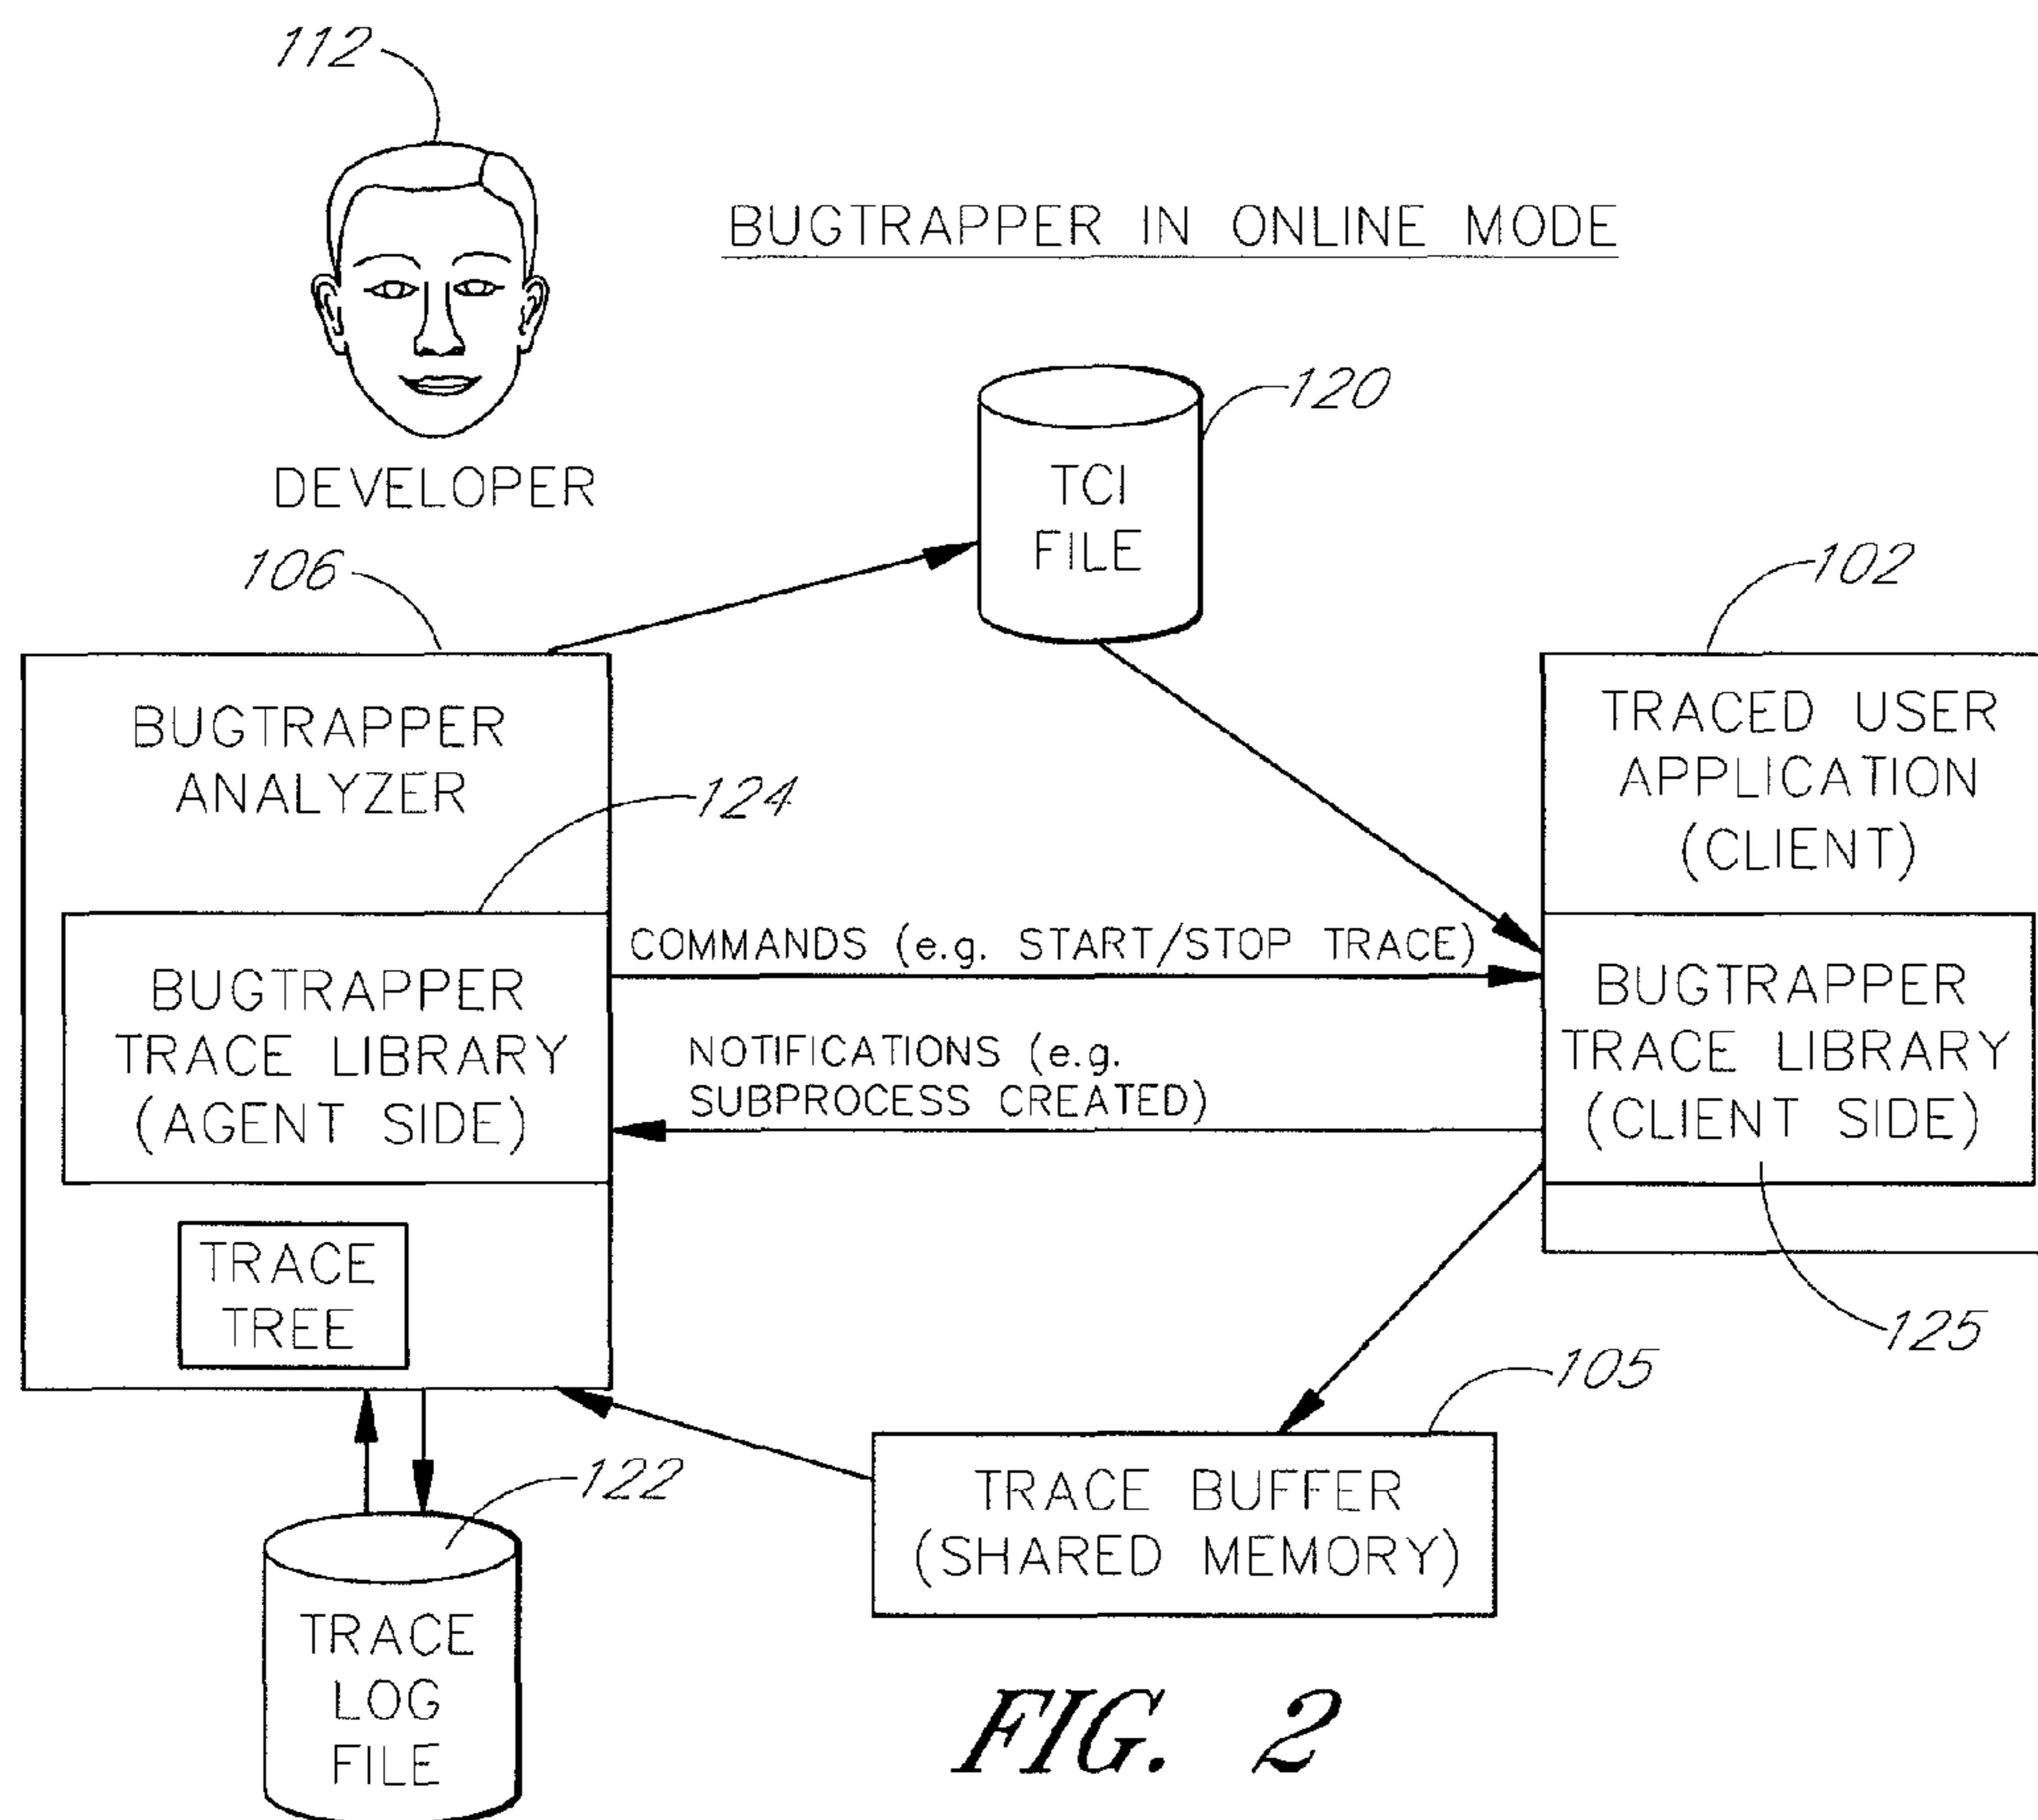 112
BUGTRAPPER IN ONLINE MODE
DEVELOPER
120
TCI
FILE
106
102
BUGTRAPPER
ANALYZER
TRACED USER
APPLICATION
(CLIENT)
124
COMMANDS (e.g. START/STOP TRACE)
BUGTRAPPER
TRACE LIBRARY
(AGENT SIDE)
NOTIFICATIONS (e.g.
SUBPROCESS CREATED)
BUGTRAPPER
TRACE LIBRARY
(CLIENT SIDE)
TRACE
TREE
125
105
122
TRACE BUFFER
(SHARED MEMORY)
TRACE
LOG
FILE
FIG. 2